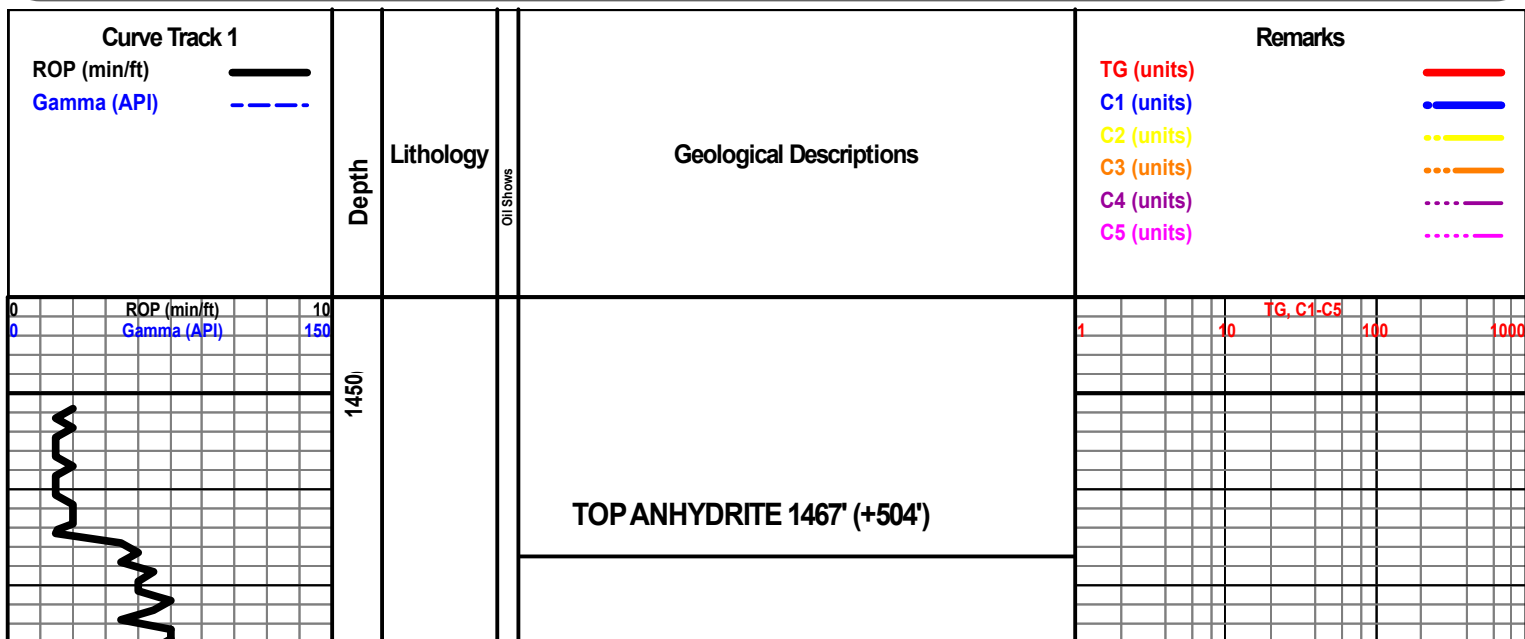 Curve Track 1
ROP (min/ft)
Gamma (API)
Depth
Lithology
Oil Shows
Geological Descriptions
Remarks
TG (units)
C1 (units)
C2 (units)
C3 (units)
C4 (units)
C5 (units)
0 ROP (min/ft) 10
0 Gamma (API) 150
1450
TG, C1-C5
1 10 100 1000
TOP ANHYDRITE 1467' (+504')